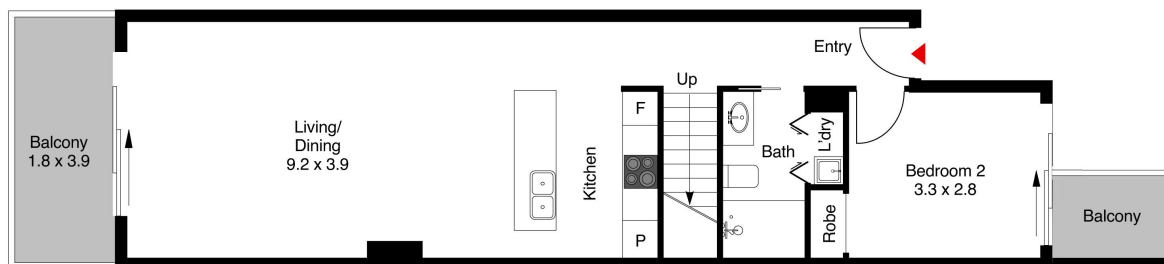 Entry
Up
F
Living/
Dining
9.2 x 3.9
Balcony
1.8 x 3.9
Kitchen
P
Bath
L'dry
Robe
Bedroom 2
3.3 x 2.8
Balcony